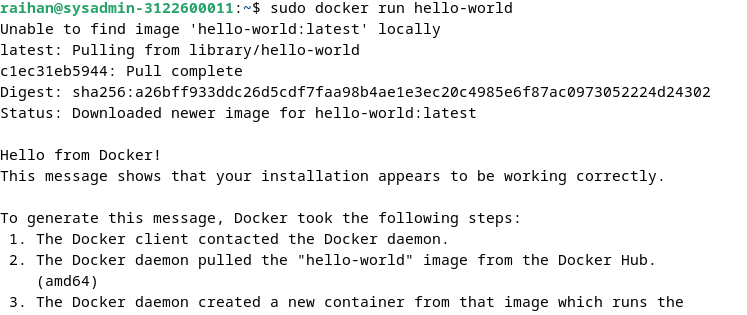 raihan@sysadmin-3122600011:~$ sudo docker run hello-world
Unable to find image 'hello-world:latest' locally
latest: Pulling from library/hello-world
c1ec31eb5944: Pull complete
Digest: sha256:a26bff933ddc26d5cdf7faa98b4ae1e3ec20c4985e6f87ac0973052224d24302
Status: Downloaded newer image for hello-world:latest

Hello from Docker!
This message shows that your installation appears to be working correctly.

To generate this message, Docker took the following steps:
 1. The Docker client contacted the Docker daemon.
 2. The Docker daemon pulled the "hello-world" image from the Docker Hub.
    (amd64)
 3. The Docker daemon created a new container from that image which runs the